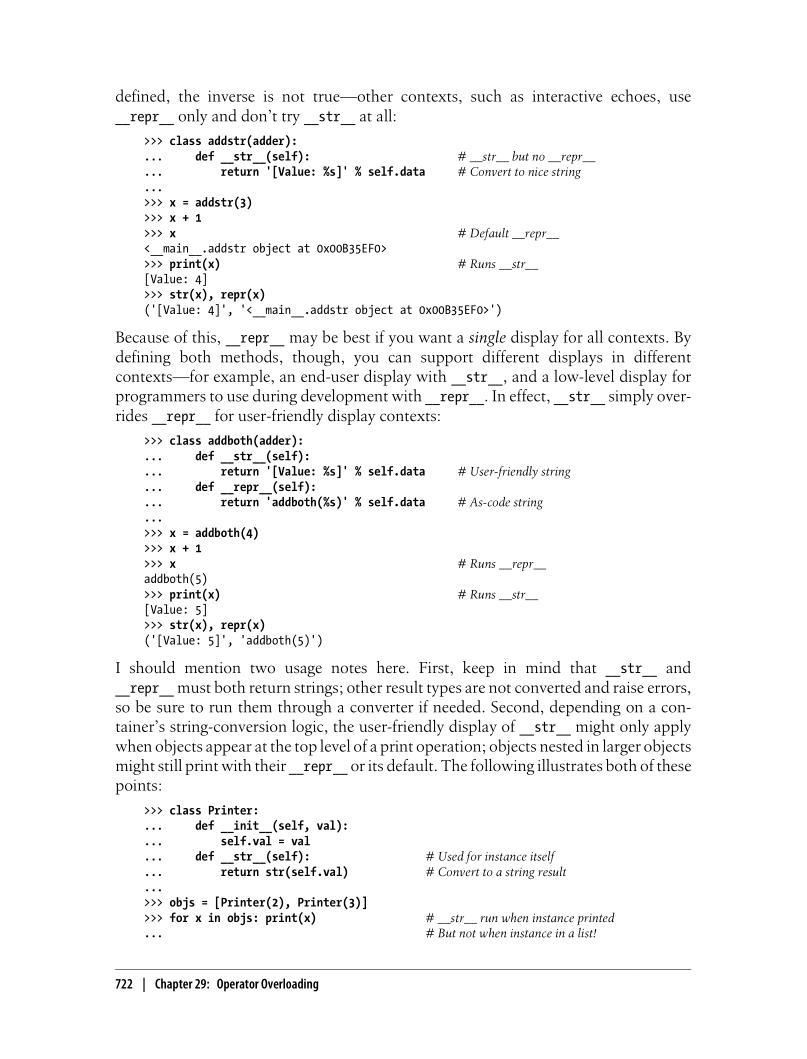 defined, the inverse is not true—other contexts, such as interactive echoes, use
__repr__ only and don't try __str__ at all:
>>> class addstr(adder):
...     def __str__(self):                     # __str__ but no __repr__
...         return '[Value: %s]' % self.data   # Convert to nice string
...
>>> x = addstr(3)
>>> x + 1
>>> x                                          # Default __repr__
<__main__.addstr object at 0x00B35EF0>
>>> print(x)                                   # Runs __str__
[Value: 4]
>>> str(x), repr(x)
('[Value: 4]', '<__main__.addstr object at 0x00B35EF0>')
Because of this, __repr__ may be best if you want a single display for all contexts. By
defining both methods, though, you can support different displays in different
contexts—for example, an end-user display with __str__, and a low-level display for
programmers to use during development with __repr__. In effect, __str__ simply over-
rides __repr__ for user-friendly display contexts:
>>> class addboth(adder):
...     def __str__(self):
...         return '[Value: %s]' % self.data   # User-friendly string
...     def __repr__(self):
...         return 'addboth(%s)' % self.data   # As-code string
...
>>> x = addboth(4)
>>> x + 1
>>> x                                          # Runs __repr__
addboth(5)
>>> print(x)                                   # Runs __str__
[Value: 5]
>>> str(x), repr(x)
('[Value: 5]', 'addboth(5)')
I should mention two usage notes here. First, keep in mind that __str__ and
__repr__ must both return strings; other result types are not converted and raise errors,
so be sure to run them through a converter if needed. Second, depending on a con-
tainer's string-conversion logic, the user-friendly display of __str__ might only apply
when objects appear at the top level of a print operation; objects nested in larger objects
might still print with their __repr__ or its default. The following illustrates both of these
points:
>>> class Printer:
...     def __init__(self, val):
...         self.val = val
...     def __str__(self):                  # Used for instance itself
...         return str(self.val)            # Convert to a string result
...
>>> objs = [Printer(2), Printer(3)]
>>> for x in objs: print(x)                 # __str__ run when instance printed
...                                         # But not when instance in a list!
722 | Chapter 29: Operator Overloading